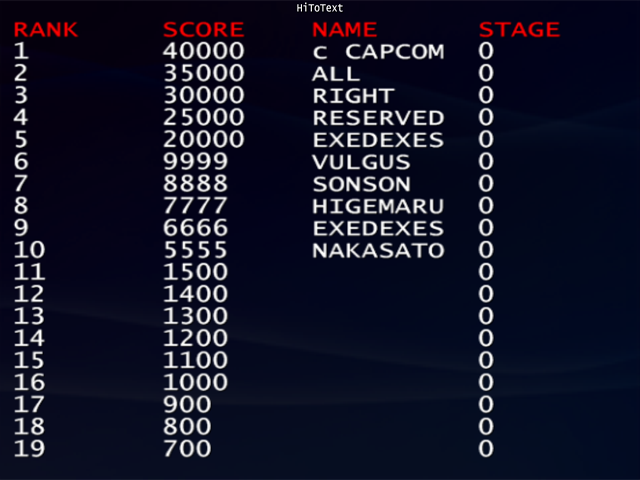 HiToText
RANK SCORE NAME STAGE
1 40000 c CAPCOM 0
2 35000 ALL 0
3 30000 RIGHT 0
4 25000 RESERVED 0
5 20000 EXEDEXES 0
6 9999 VULGUS 0
7 8888 SONSON 0
8 7777 HIGEMARU 0
9 6666 EXEDEXES 0
10 5555 NAKASATO 0
11 1500 0
12 1400 0
13 1300 0
14 1200 0
15 1100 0
16 1000 0
17 900 0
18 800 0
19 700 0